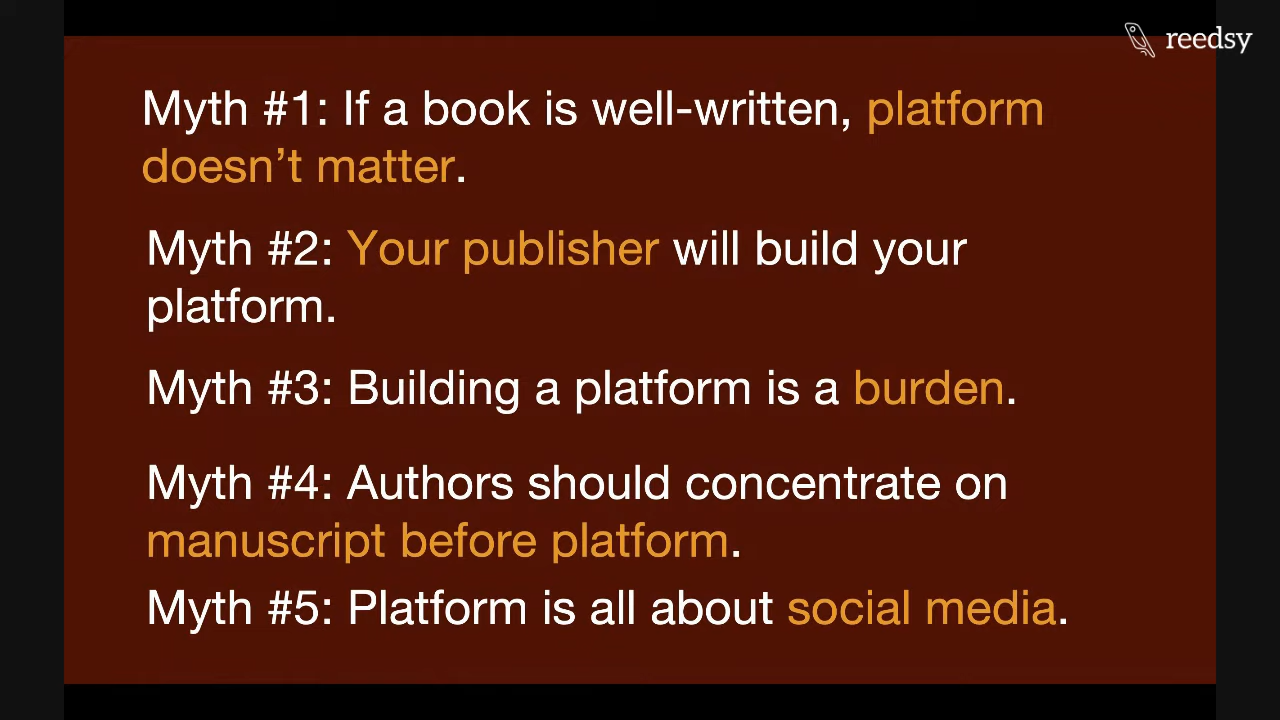 reedsy
Myth #1: If a book is well-written, platform
doesn’t matter.
Myth #2: Your publisher will build your
platform.
Myth #3: Building a platform is a burden.
Myth #4: Authors should concentrate on
manuscript before platform.
Myth #5: Platform is all about social media.